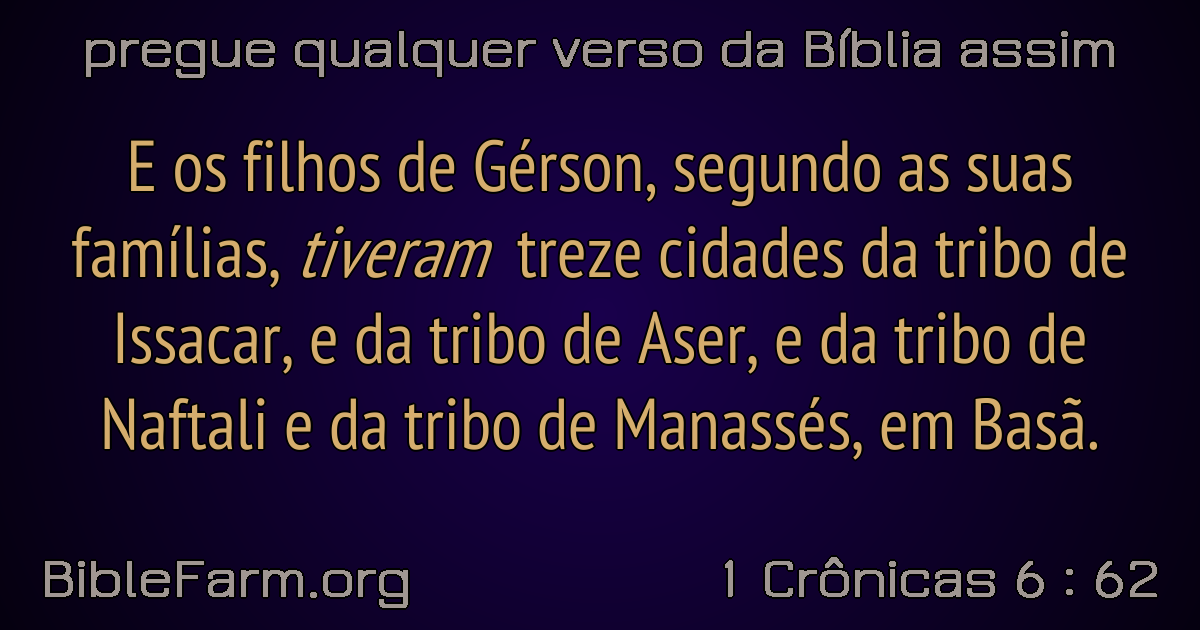 pregue qualquer verso da Bíblia assim
E os filhos de Gérson, segundo as suas
famílias, tiveram treze cidades da tribo de
Issacar, e da tribo de Aser, e da tribo de
Naftali e da tribo de Manassés, em Basã.
BibleFarm.org
1 Crônicas 6 : 62